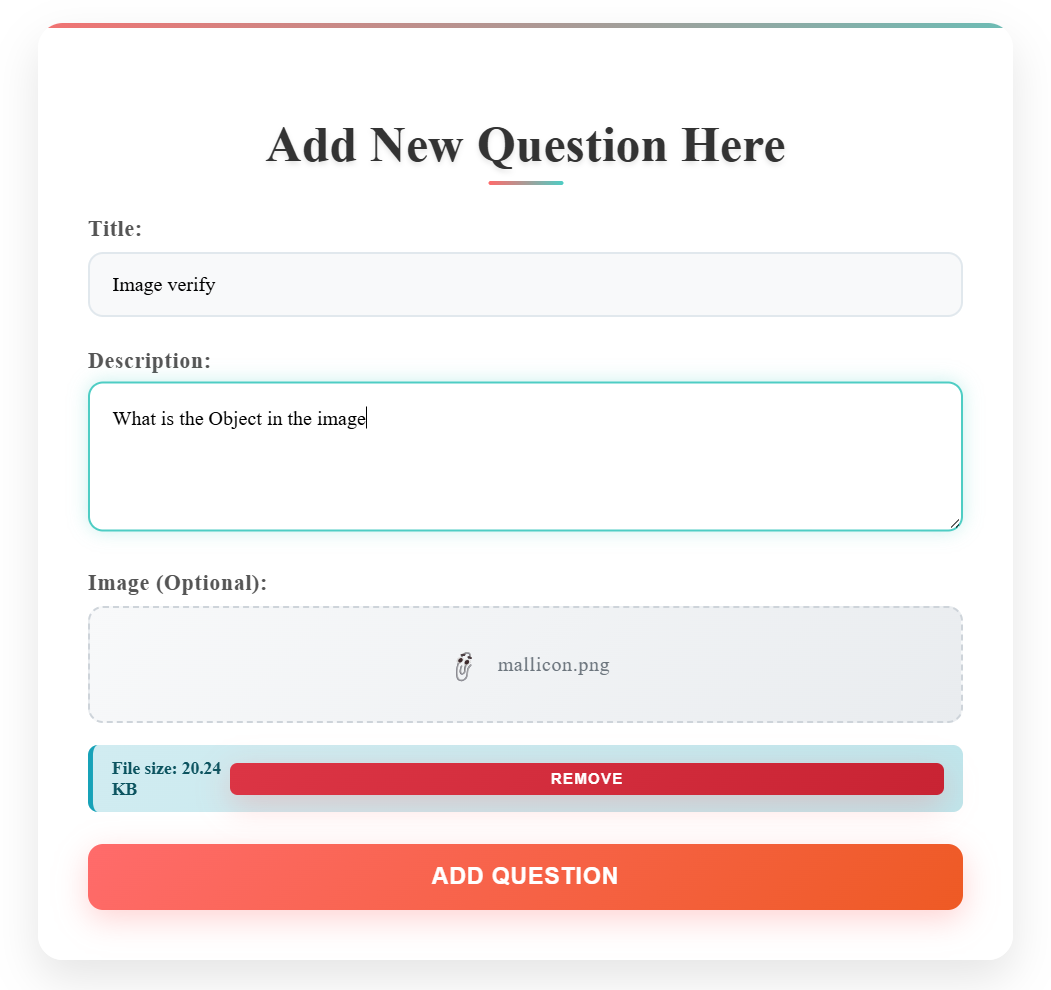 Add New Question Here
Title:
Image verify
Description:
What is the Object in the image
Image (Optional):
mallicon.png
File size: 20.24
KB
REMOVE
ADD QUESTION